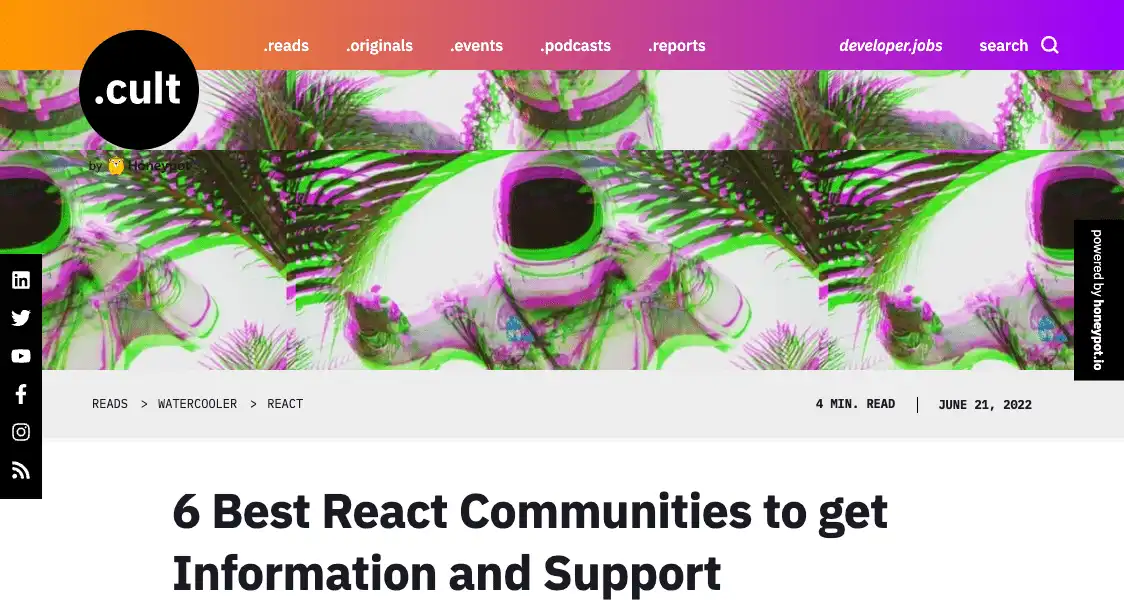 .reads .originals .events .podcasts .reports developer.jobs search
.cult
by Honeypot
powered by honeypot.io
READS > WATERCOOLER > REACT
4 MIN. READ | JUNE 21, 2022
6 Best React Communities to get
Information and Support